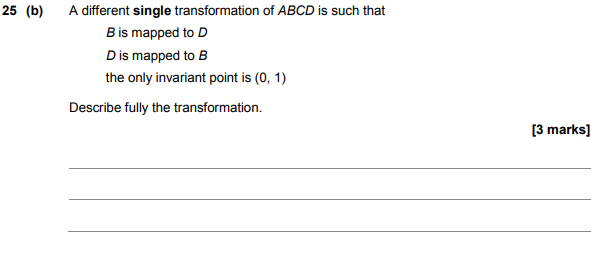 25 (b) A different single transformation of ABCD is such that
B is mapped to D
D is mapped to B
the only invariant point is (0, 1)
Describe fully the transformation.
[3 marks]